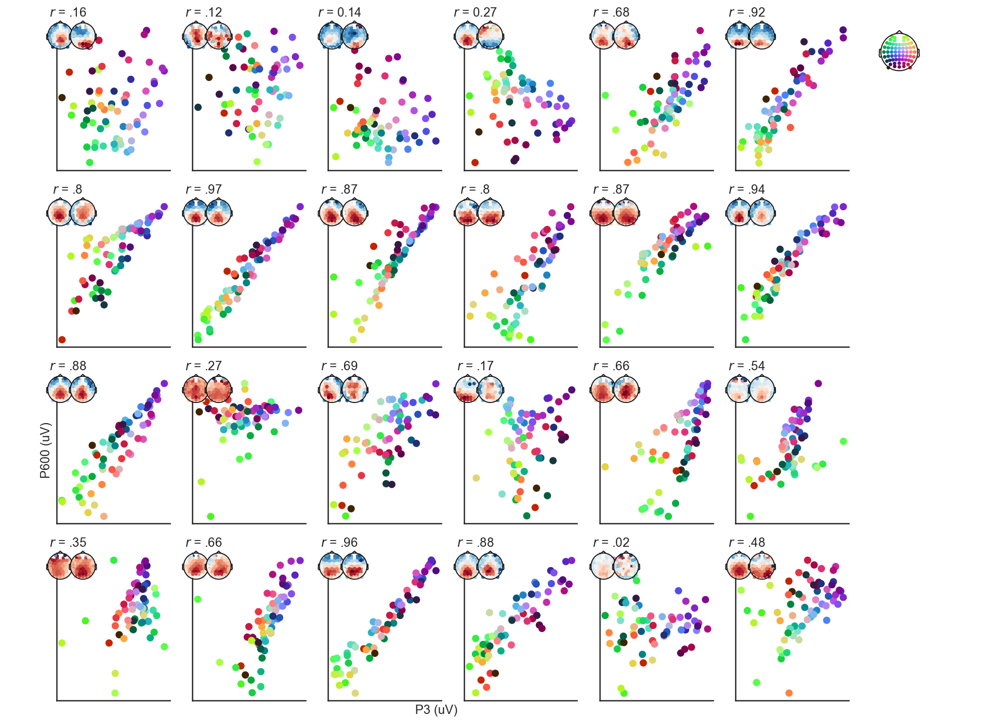 r = .16
r = .12
r = 0.14
r = 0.27
r = .68
r = .92
r = .8
r = .97
r = .87
r = .8
r = .87
r = .94
r = .88
r = .27
r = .69
r = .17
r = .66
r = .54
P600 (uV)
r = .35
r = .66
r = .96
r = .88
r = .02
r = .48
P3 (uV)